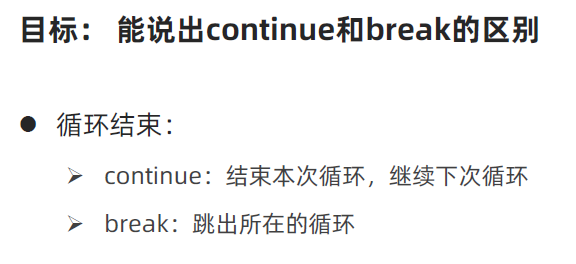 目标： 能说出continue和break的区别
● 循环结束：
➢ continue：结束本次循环，继续下次循环
➢ break：跳出所在的循环